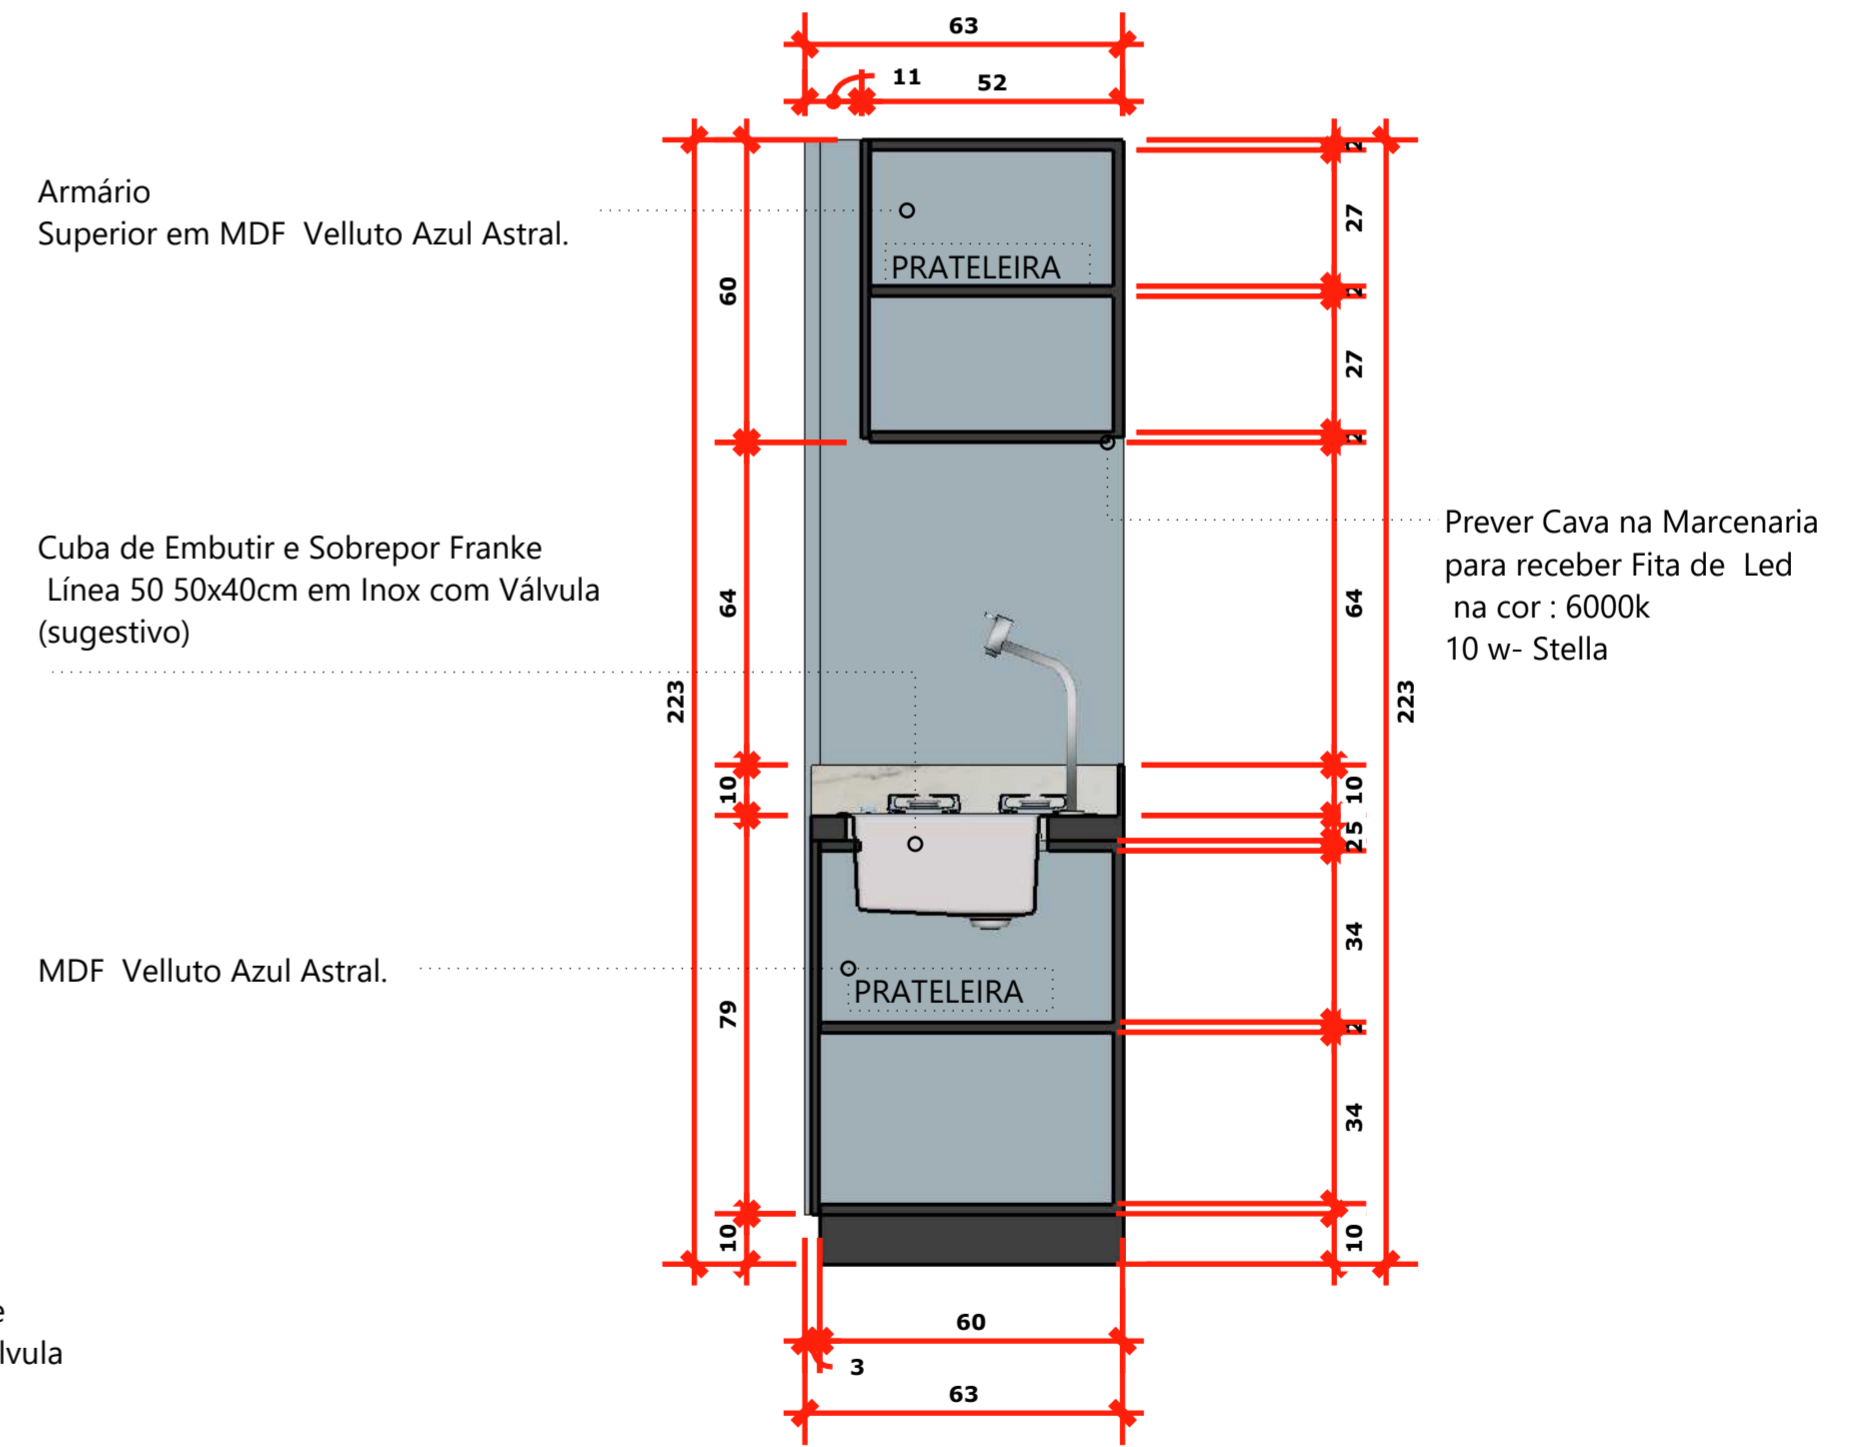 63
11
52
Armário
Superior em MDF Velluto Azul Astral.
2
27
PRATELEIRA
60
2
27
2
Cuba de Embutir e Sobrepor Franke
Línea 50 50x40cm em Inox com Válvula
(sugestivo)
Prever Cava na Marcenaria
para receber Fita de Led
na cor : 6000k
10 w- Stella
64
64
223
223
10
10
25
34
MDF Velluto Azul Astral.
PRATELEIRA
79
2
34
10
10
e
lvula
60
3
63